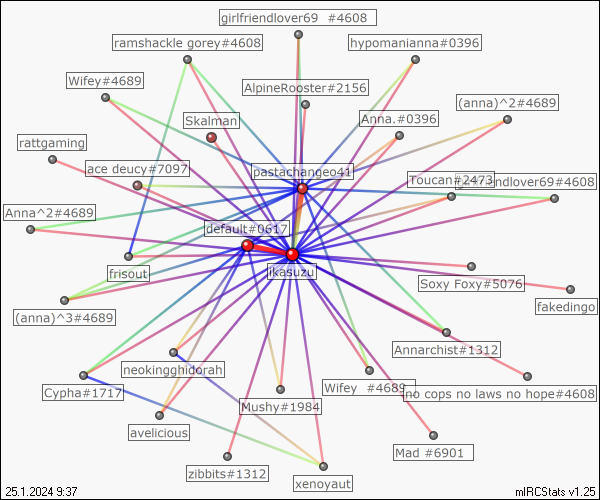 girlfriendlover69 #4608
ramshackle gorey#4608
hypomanianna#0396
Wifey#4689
AlpineRooster#2156
(anna)^2#4689
Skalman
Anna.#0396
rattgaming
ace deucy#7097
pastachangeo41
Toucan#2473
ndlover69#4608
Anna^2#4689
default#0617
frisout
ikasuzu
Soxy Foxy#5076
fakedingo
(anna)^3#4689
Annarchist#1312
neokingghidorah
Cypha#1717
Wifey #4689
no cops no laws no hope#4608
Mushy#1984
avelicious
Mad #6901
zibbits#1312
xenoyaut
25.1.2024 9:37
mIRCStats v1.25